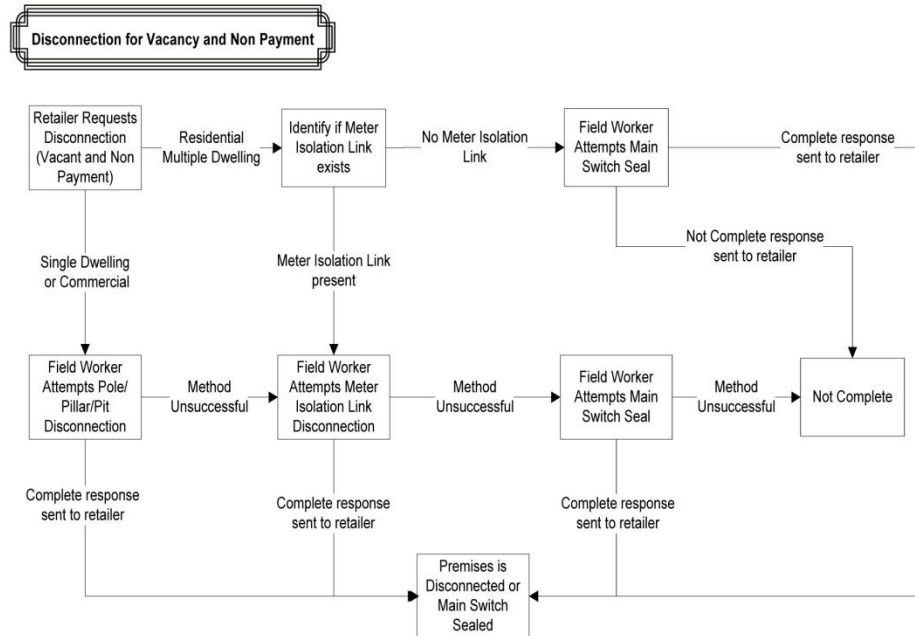 Disconnection for Vacancy and Non Payment
Retailer Requests
Disconnection
(Vacant and Non
Payment)
Residential
Multiple Dwelling
Identify if Meter
Isolation Link
exists
No Meter Isolation
Link
Field Worker
Attempts Main
Switch Seal
Complete response
sent to retailer
Not Complete response
sent to retailer
Single Dwelling
or Commercial
Meter Isolation Link
present
Field Worker
Attempts Pole/
Pillar/Pit
Disconnection
Method
Unsuccessful
Field Worker
Attempts Meter
Isolation Link
Disconnection
Method
Unsuccessful
Field Worker
Attempts Main
Switch Seal
Method
Unsuccessful
Not Complete
Complete response
sent to retailer
Complete response
sent to retailer
Complete response
sent to retailer
Premises is
Disconnected or
Main Switch
Sealed